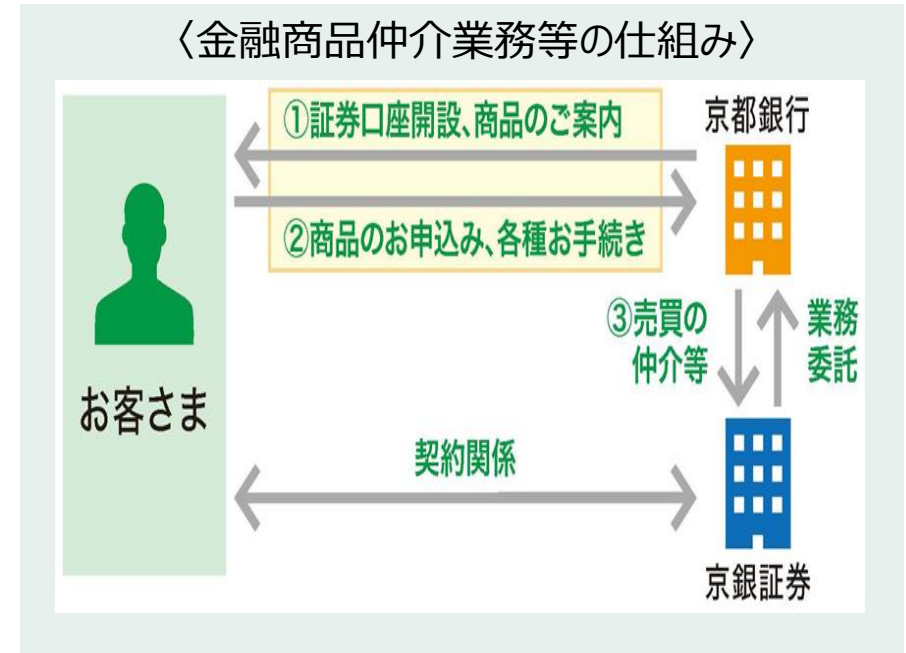 〈金融商品仲介業務等の仕組み〉
①証券口座開設、商品のご案内
京都銀行
②商品のお申込み、各種お手続き
③売買の
仲介等
業務
委託
お客さま
契約関係
京銀証券